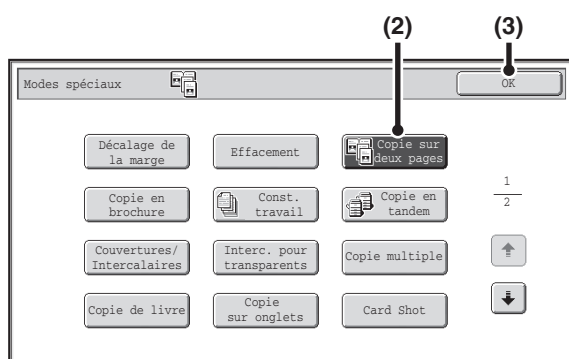 (2) (3)
Modes spéciaux OK
Décalage de
la marge
Effacement
Copie sur
deux pages
Copie en
brochure
Const.
travail
Copie en
tandem
1
2
Couvertures/
Intercalaires
Interc. pour
transparents
Copie multiple
Copie de livre
Copie
sur onglets
Card Shot